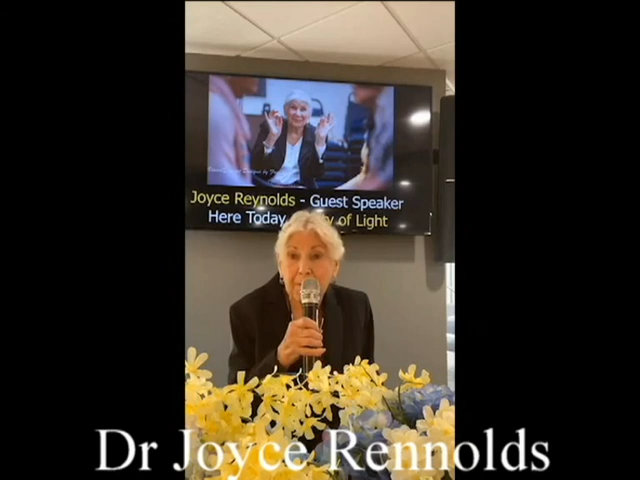 Joyce Reynolds - Guest Speaker
Here Today of Light
Dr Joyce Rennolds